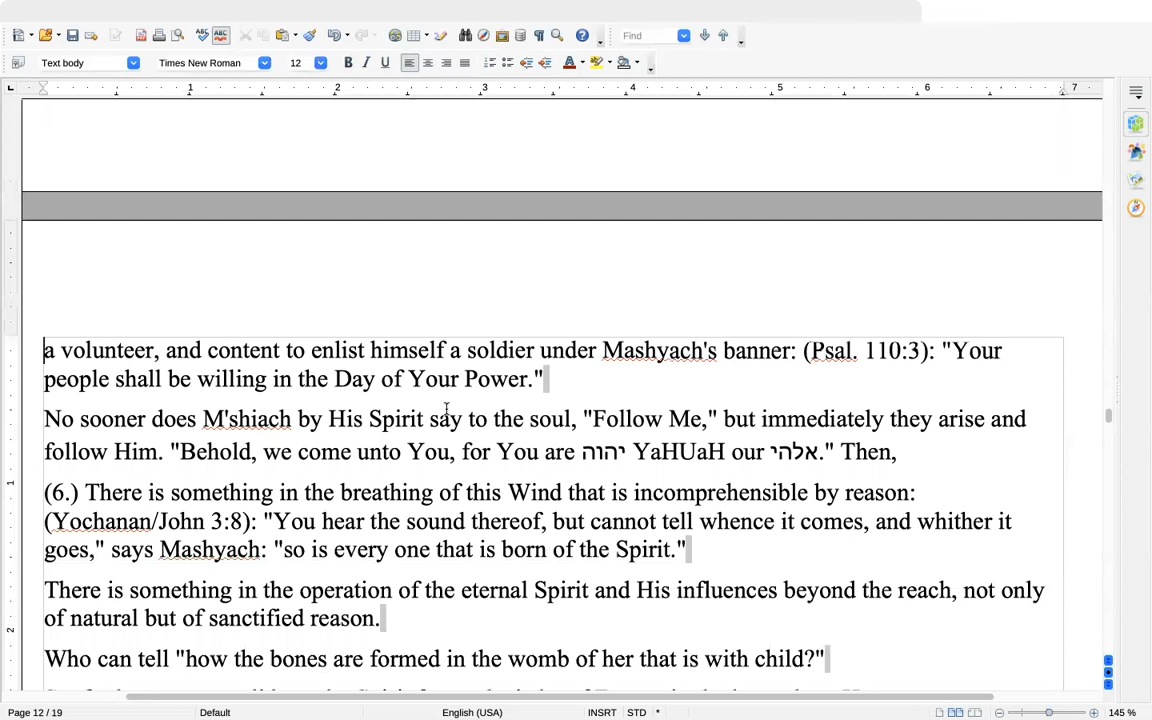 Find
Text body
Times New Roman
12
1 2 3 4 5 6 7
a volunteer, and content to enlist himself a soldier under Mashyach's banner: (Psal. 110:3): "Your
people shall be willing in the Day of Your Power."
No sooner does M'shiach by His Spirit say to the soul, "Follow Me," but immediately they arise and
follow Him. "Behold, we come unto You, for You are יהוה YaHUaH our אלהי." Then,
(6.) There is something in the breathing of this Wind that is incomprehensible by reason:
(Yochanan/John 3:8): "You hear the sound thereof, but cannot tell whence it comes, and whither it
goes," says Mashyach: "so is every one that is born of the Spirit."
There is something in the operation of the eternal Spirit and His influences beyond the reach, not only
of natural but of sanctified reason.
Who can tell "how the bones are formed in the womb of her that is with child?"
Page 12 / 19 Default English (USA) INSRT STD * 145 %